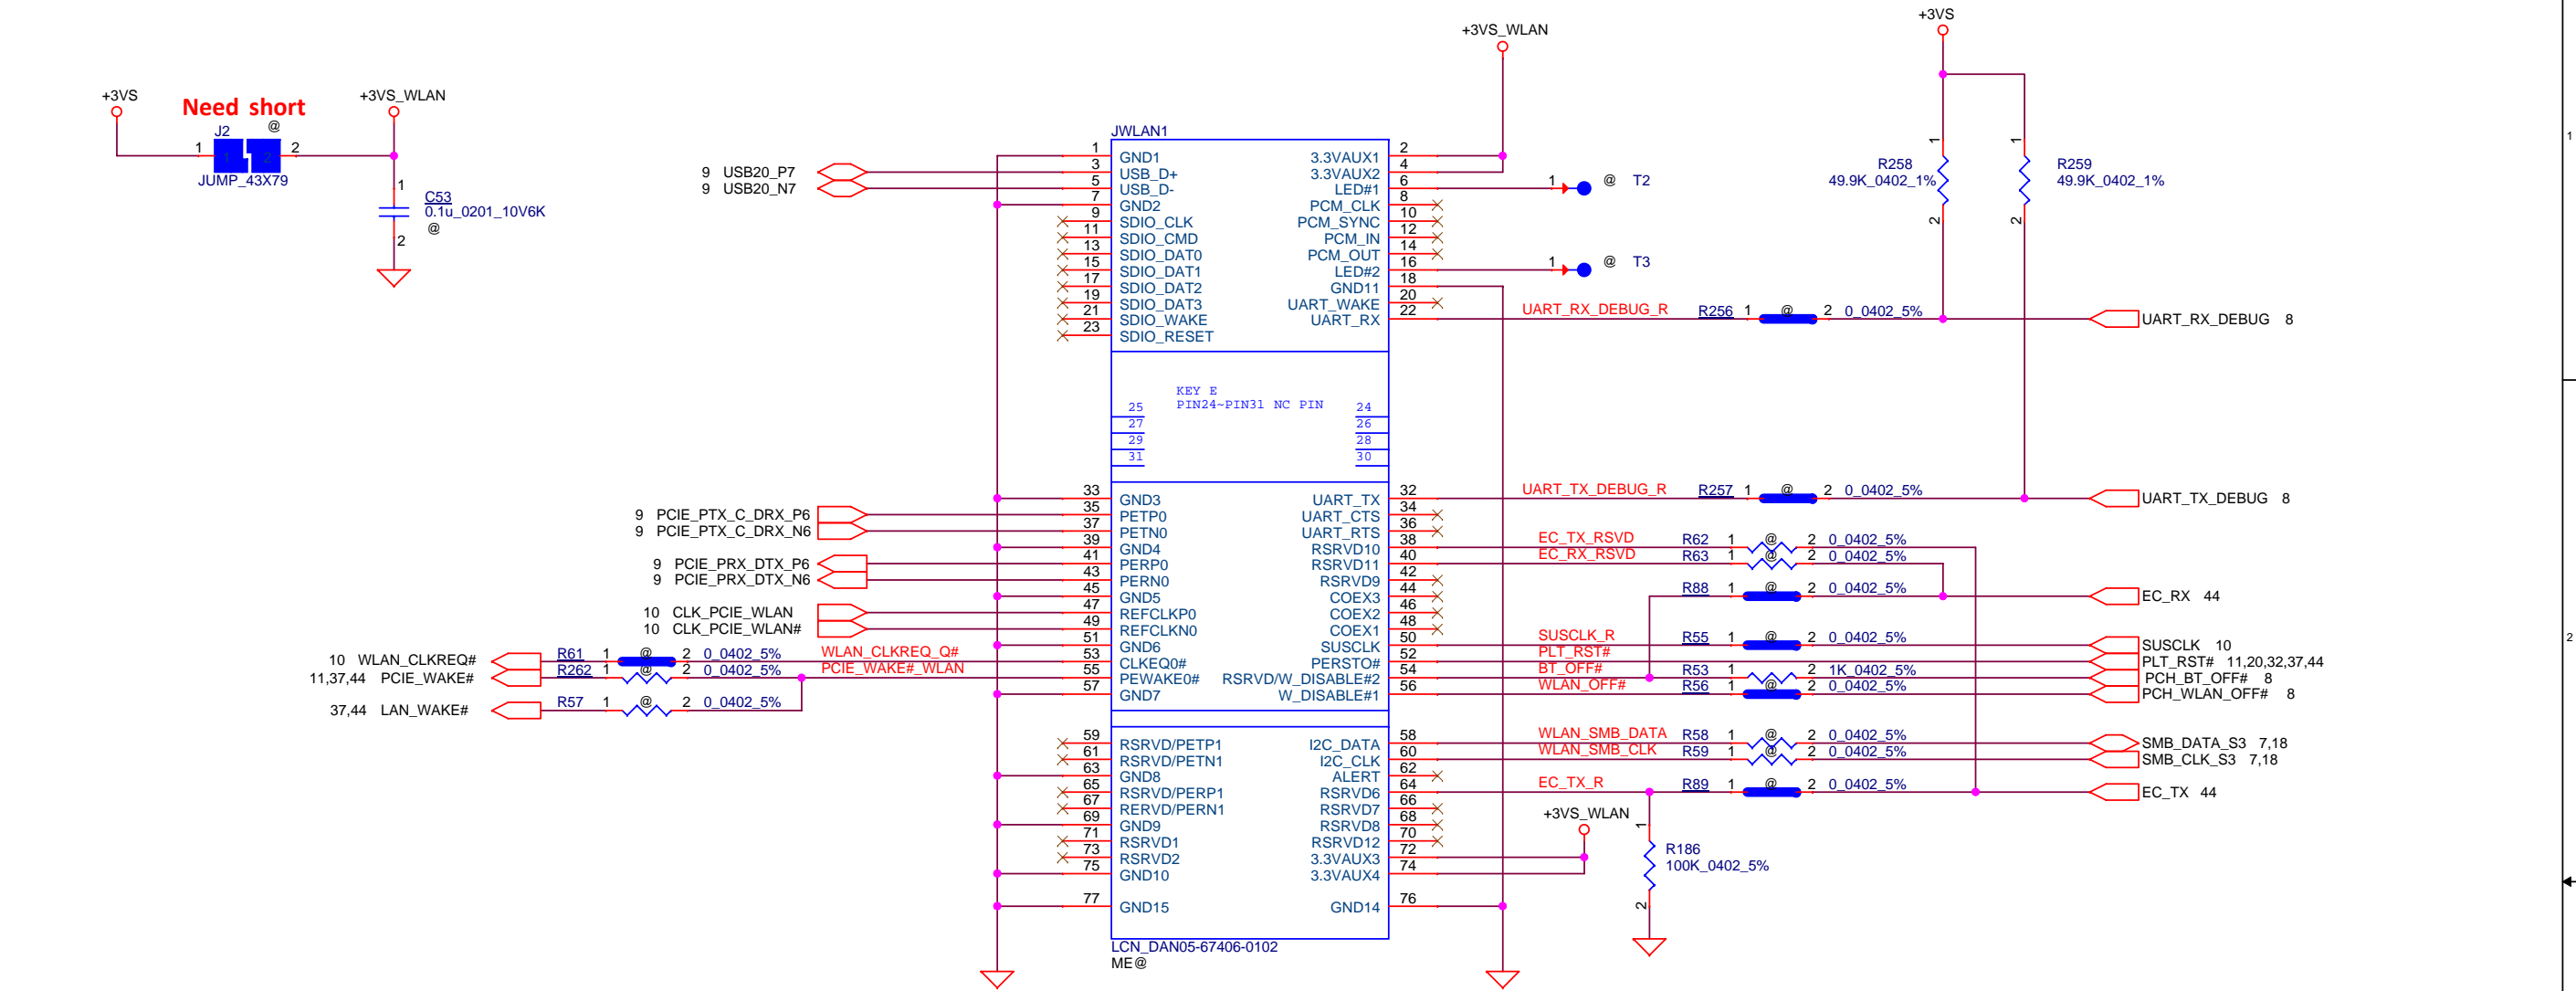 +3VS
Need short
+3VS_WLAN
J2
@
1
1
2
2
JUMP_43X79
1
C53
0.1u_0201_10V6K
@
2
+3VS_WLAN
+3VS
JWLAN1
9 USB20_P7
9 USB20_N7
1 GND1
3 USB_D+
5 USB_D-
7 GND2
9 SDIO_CLK
11 SDIO_CMD
13 SDIO_DAT0
15 SDIO_DAT1
17 SDIO_DAT2
19 SDIO_DAT3
21 SDIO_WAKE
23 SDIO_RESET
3.3VAUX1 2
3.3VAUX2 4
LED#1 6
PCM_CLK 8
PCM_SYNC 10
PCM_IN 12
PCM_OUT 14
LED#2 16
GND11 18
UART_WAKE 20
UART_RX 22
1 @ T2
1 @ T3
1
R258
49.9K_0402_1%
2
1
R259
49.9K_0402_1%
2
UART_RX_DEBUG_R R256 1 @ 2 0_0402_5% UART_RX_DEBUG 8
KEY E
PIN24~PIN31 NC PIN
25 24
27 26
29 28
31 30
9 PCIE_PTX_C_DRX_P6
9 PCIE_PTX_C_DRX_N6
9 PCIE_PRX_DTX_P6
9 PCIE_PRX_DTX_N6
10 CLK_PCIE_WLAN
10 CLK_PCIE_WLAN#
10 WLAN_CLKREQ# R61 1 @ 2 0_0402_5% WLAN_CLKREQ_Q#
11,37,44 PCIE_WAKE# R262 1 @ 2 0_0402_5% PCIE_WAKE#_WLAN
37,44 LAN_WAKE# R57 1 @ 2 0_0402_5%
33 GND3
35 PETP0
37 PETN0
39 GND4
41 PERP0
43 PERN0
45 GND5
47 REFCLKP0
49 REFCLKN0
51 GND6
53 CLKEQ0#
55 PEWAKE0#
57 GND7
UART_TX 32
UART_CTS 34
UART_RTS 36
RSRVD10 38
RSRVD11 40
RSRVD9 42
COEX3 44
COEX2 46
COEX1 48
SUSCLK 50
PERSTO# 52
RSRVD/W_DISABLE#2 54
W_DISABLE#1 56
UART_TX_DEBUG_R R257 1 @ 2 0_0402_5% UART_TX_DEBUG 8
EC_TX_RSVD R62 1 @ 2 0_0402_5%
EC_RX_RSVD R63 1 @ 2 0_0402_5%
R88 1 @ 2 0_0402_5% EC_RX 44
SUSCLK_R R55 1 @ 2 0_0402_5% SUSCLK 10
PLT_RST# PLT_RST# 11,20,32,37,44
BT_OFF# R53 1 2 1K_0402_5% PCH_BT_OFF# 8
WLAN_OFF# R56 1 @ 2 0_0402_5% PCH_WLAN_OFF# 8
59 RSRVD/PETP1
61 RSRVD/PETN1
63 GND8
65 RSRVD/PERP1
67 RERVD/PERN1
69 GND9
71 RSRVD1
73 RSRVD2
75 GND10
77 GND15
I2C_DATA 58
I2C_CLK 60
ALERT 62
RSRVD6 64
RSRVD7 66
RSRVD8 68
RSRVD12 70
3.3VAUX3 72
3.3VAUX4 74
GND14 76
WLAN_SMB_DATA R58 1 @ 2 0_0402_5% SMB_DATA_S3 7,18
WLAN_SMB_CLK R59 1 @ 2 0_0402_5% SMB_CLK_S3 7,18
EC_TX_R R89 1 @ 2 0_0402_5% EC_TX 44
+3VS_WLAN
1
R186
100K_0402_5%
2
LCN_DAN05-67406-0102
ME@
1
2